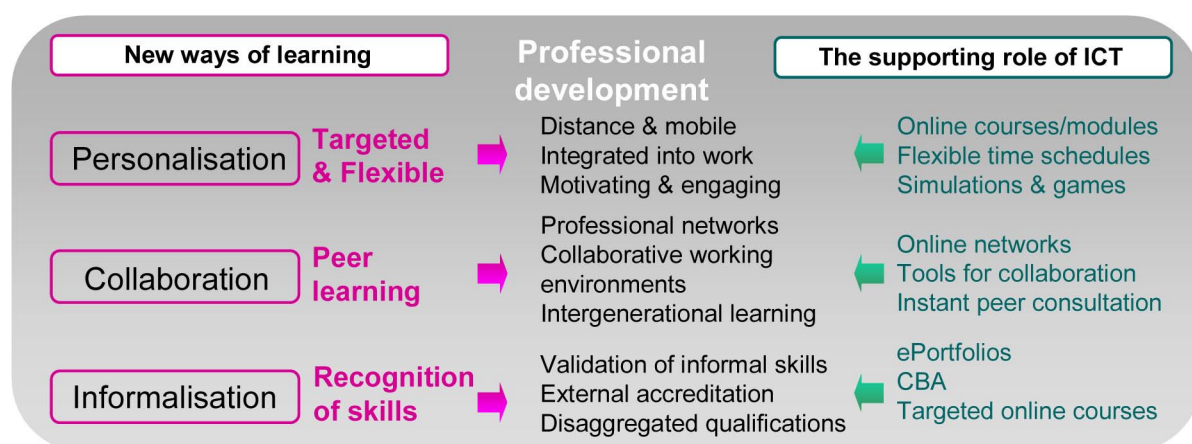 New ways of learning
Professional
development
The supporting role of ICT
Personalisation
Targeted
& Flexible
Distance & mobile
Integrated into work
Motivating & engaging
Online courses/modules
Flexible time schedules
Simulations & games
Collaboration
Peer
learning
Professional networks
Collaborative working
environments
Intergenerational learning
Online networks
Tools for collaboration
Instant peer consultation
Informalisation
Recognition
of skills
Validation of informal skills
External accreditation
Disaggregated qualifications
ePortfolios
CBA
Targeted online courses